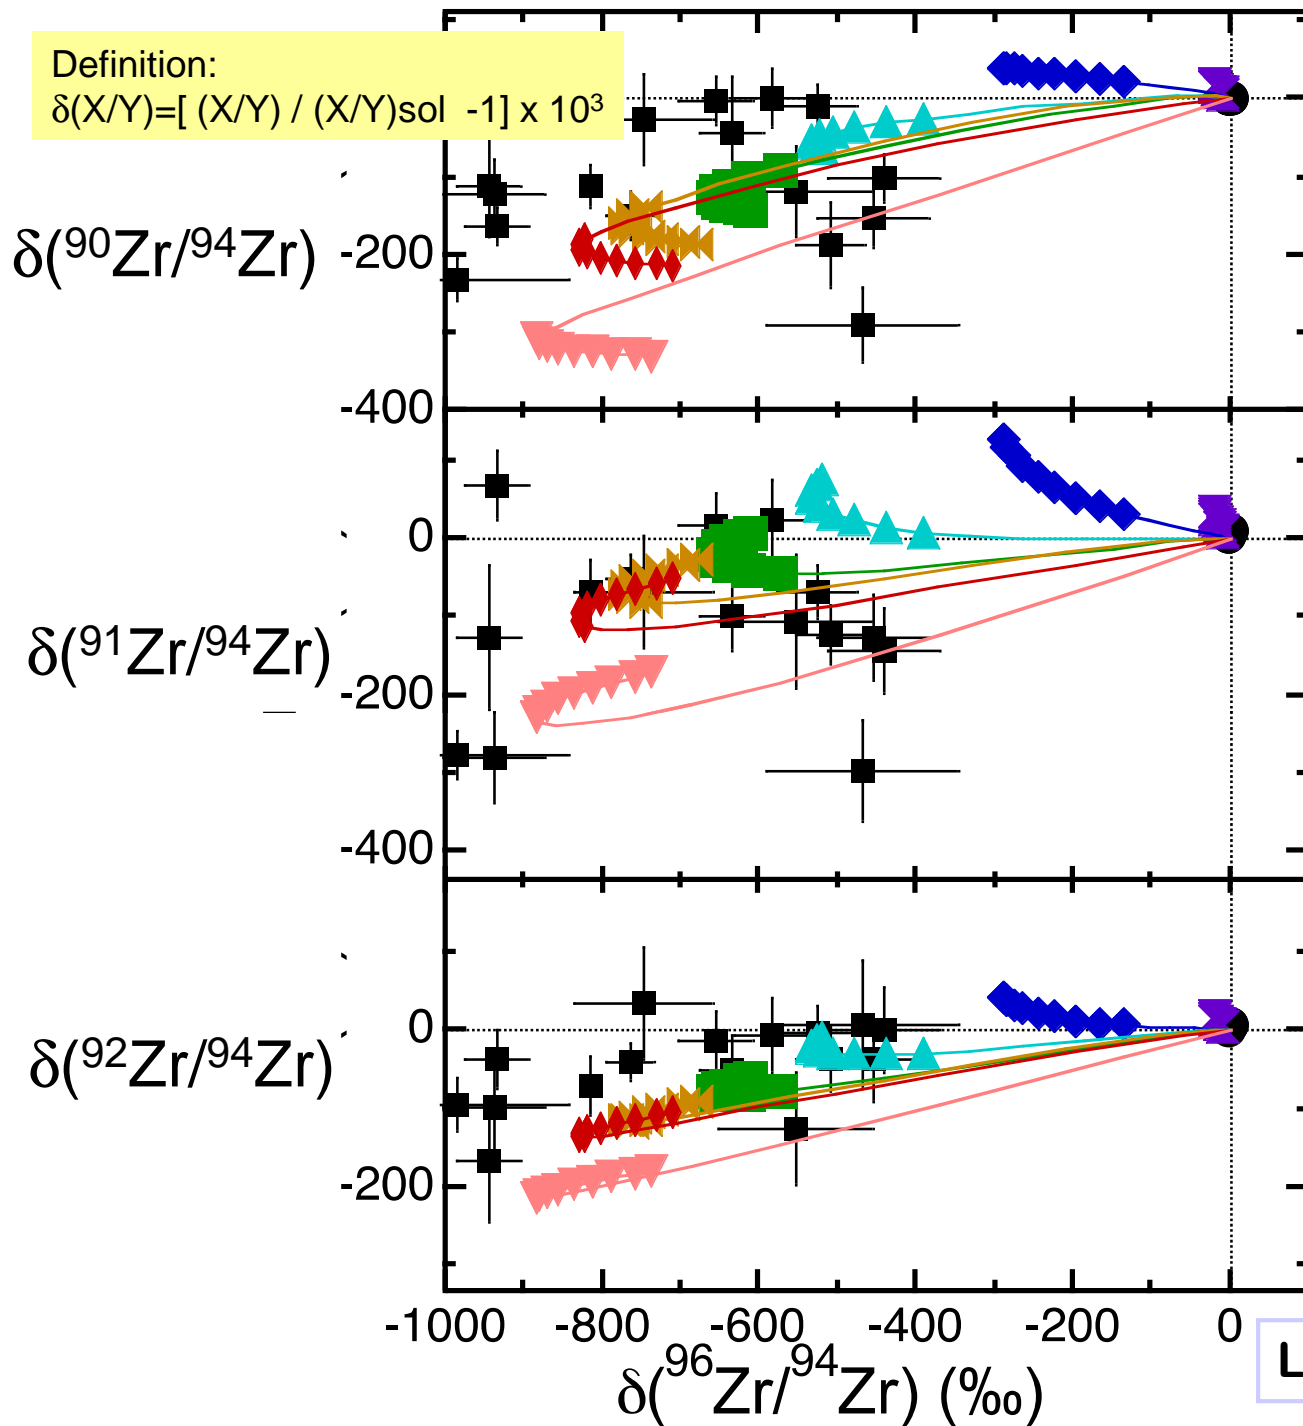 Definition:
δ(X/Y)=[ (X/Y) / (X/Y)sol -1] x 10³
δ(⁹⁰Zr/⁹⁴Zr)
-200
-400
δ(⁹¹Zr/⁹⁴Zr)
0
-200
-400
δ(⁹²Zr/⁹⁴Zr)
0
-200
-1000 -800 -600 -400 -200 0
δ(⁹⁶Zr/⁹⁴Zr) (‰)
L